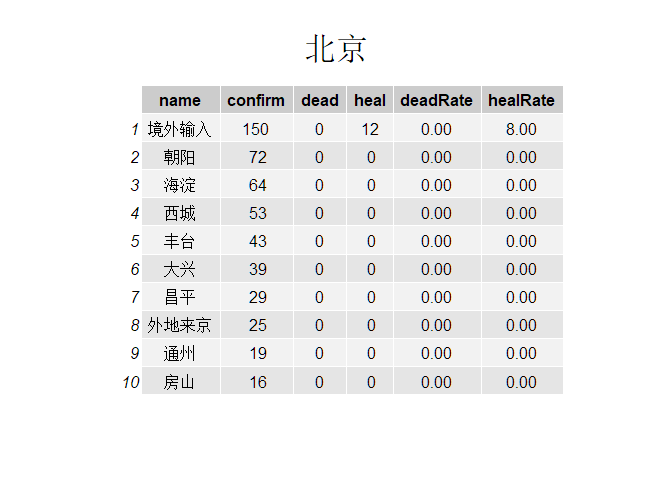 北京
name confirm dead heal deadRate healRate
1 境外输入 150 0 12 0.00 8.00
2 朝阳 72 0 0 0.00 0.00
3 海淀 64 0 0 0.00 0.00
4 西城 53 0 0 0.00 0.00
5 丰台 43 0 0 0.00 0.00
6 大兴 39 0 0 0.00 0.00
7 昌平 29 0 0 0.00 0.00
8 外地来京 25 0 0 0.00 0.00
9 通州 19 0 0 0.00 0.00
10 房山 16 0 0 0.00 0.00